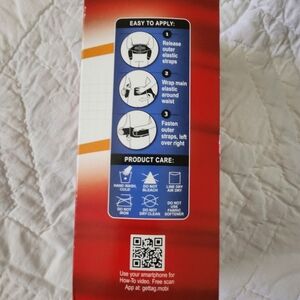 EASY TO APPLY:
1
Release
outer
elastic
straps
2
Wrap main
elastic
around
waist
3
Fasten
outer
straps, left
over right
PRODUCT CARE:
HAND WASH
COLD
DO NOT
BLEACH
LINE DRY
AIR DRY
DO NOT
IRON
DO NOT
DRY CLEAN
DO NOT
USE
FABRIC
SOFTENER
Use your smartphone for
How-To video. Free scan
App at: gettag.mobi